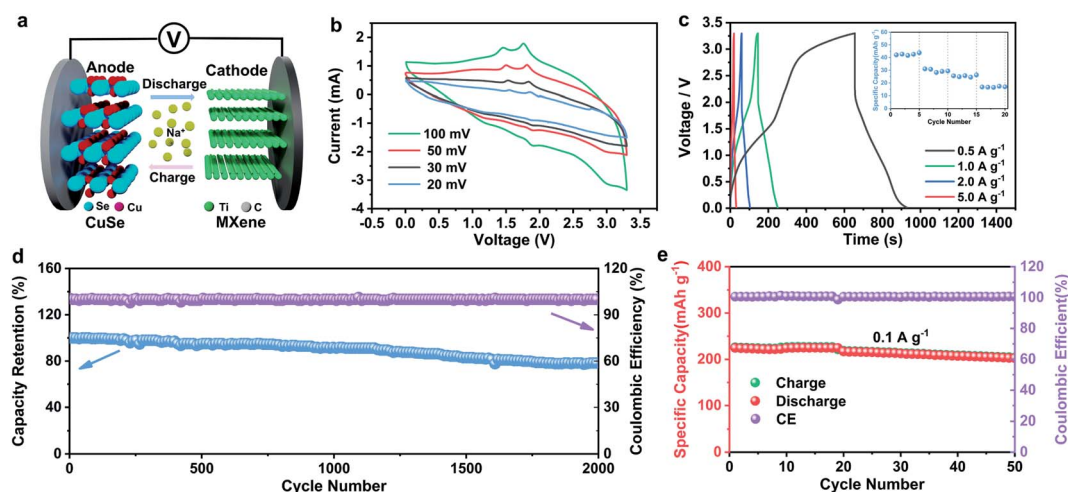 a
V
Anode
Discharge
Cathode
Na⁺
Charge
Se Cu
CuSe
Ti C
MXene
b
Current (mA)
2
1
0
-1
-2
-3
-4
100 mV
50 mV
30 mV
20 mV
0.0 0.5 1.0 1.5 2.0 2.5 3.0 3.5
Voltage (V)
c
Voltage / V
3.5
3.0
2.5
2.0
1.5
1.0
0.5
0.0
Specific Capacity(mAh g⁻¹)
60
50
40
30
20
10
0
0 5 10 15 20
Cycle Number
0.5 A g⁻¹
1.0 A g⁻¹
2.0 A g⁻¹
5.0 A g⁻¹
0 200 400 600 800 1000 1200 1400
Time (s)
d
Capacity Retention (%)
160
120
80
40
0
Coulombic Efficiency (%)
120
90
60
30
0
0 500 1000 1500 2000
Cycle Number
e
Specific Capacity(mAh g⁻¹)
400
300
200
100
0
0.1 A g⁻¹
Charge
Discharge
CE
Coulombic Efficient(%)
120
100
80
60
40
20
0
0 10 20 30 40 50
Cycle Number